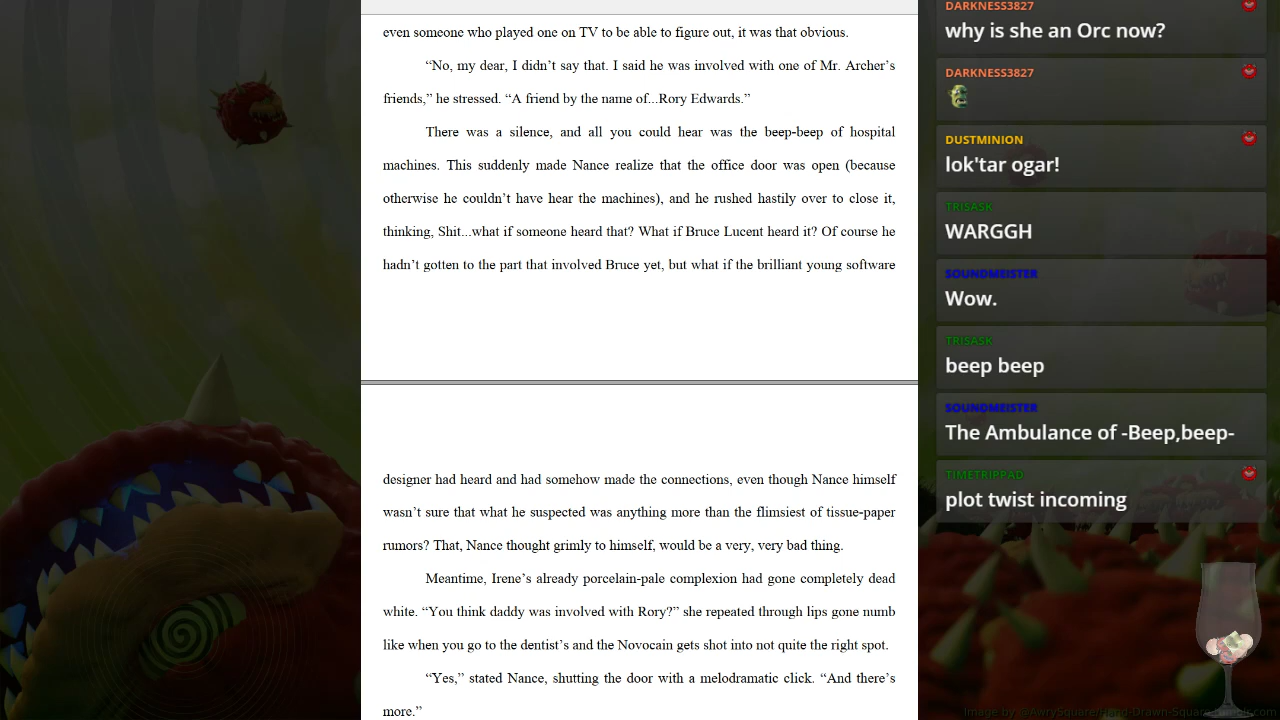 even someone who played one on TV to be able to figure out, it was that obvious.
“No, my dear, I didn’t say that. I said he was involved with one of Mr. Archer’s
friends,” he stressed. “A friend by the name of...Rory Edwards.”
There was a silence, and all you could hear was the beep-beep of hospital
machines. This suddenly made Nance realize that the office door was open (because
otherwise he couldn’t have hear the machines), and he rushed hastily over to close it,
thinking, Shit...what if someone heard that? What if Bruce Lucent heard it? Of course he
hadn’t gotten to the part that involved Bruce yet, but what if the brilliant young software
designer had heard and had somehow made the connections, even though Nance himself
wasn’t sure that what he suspected was anything more than the flimsiest of tissue-paper
rumors? That, Nance thought grimly to himself, would be a very, very bad thing.
Meantime, Irene’s already porcelain-pale complexion had gone completely dead
white. “You think daddy was involved with Rory?” she repeated through lips gone numb
like when you go to the dentist’s and the Novocain gets shot into not quite the right spot.
“Yes,” stated Nance, shutting the door with a melodramatic click. “And there’s
more.”
DARKNESS3827
why is she an Orc now?
DARKNESS3827
DUSTMINION
lok'tar ogar!
TRISASK
WARGGH
SOUNDMEISTER
Wow.
TRISASK
beep beep
SOUNDMEISTER
The Ambulance of -Beep,beep-
TIMETRIPPAD
plot twist incoming